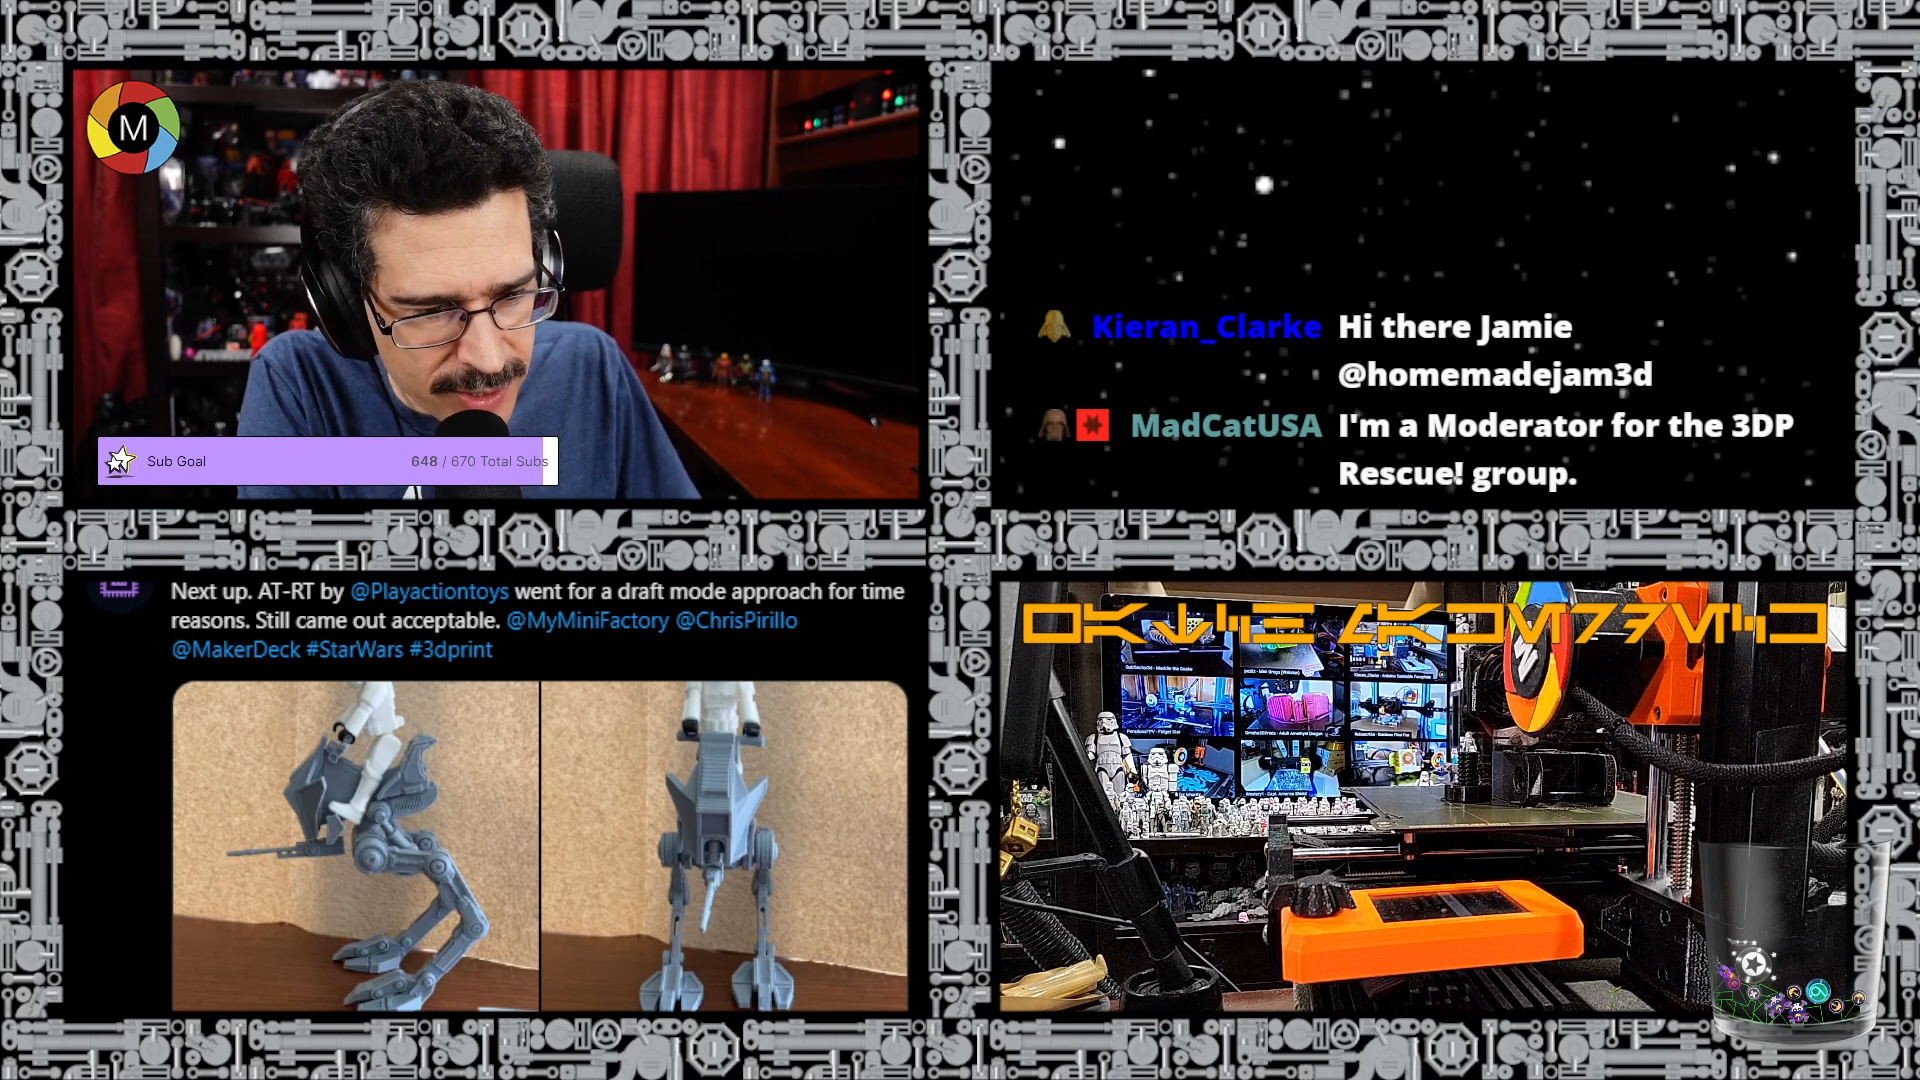 M
Sub Goal
648 / 670 Total Subs
Kieran_Clarke Hi there Jamie
@homemadejam3d
MadCatUSA I'm a Moderator for the 3DP
Rescue! group.
Next up. AT-RT by @Playactiontoys went for a draft mode approach for time
reasons. Still came out acceptable. @MyMiniFactory @ChrisPirillo
@MakerDeck #StarWars #3dprint